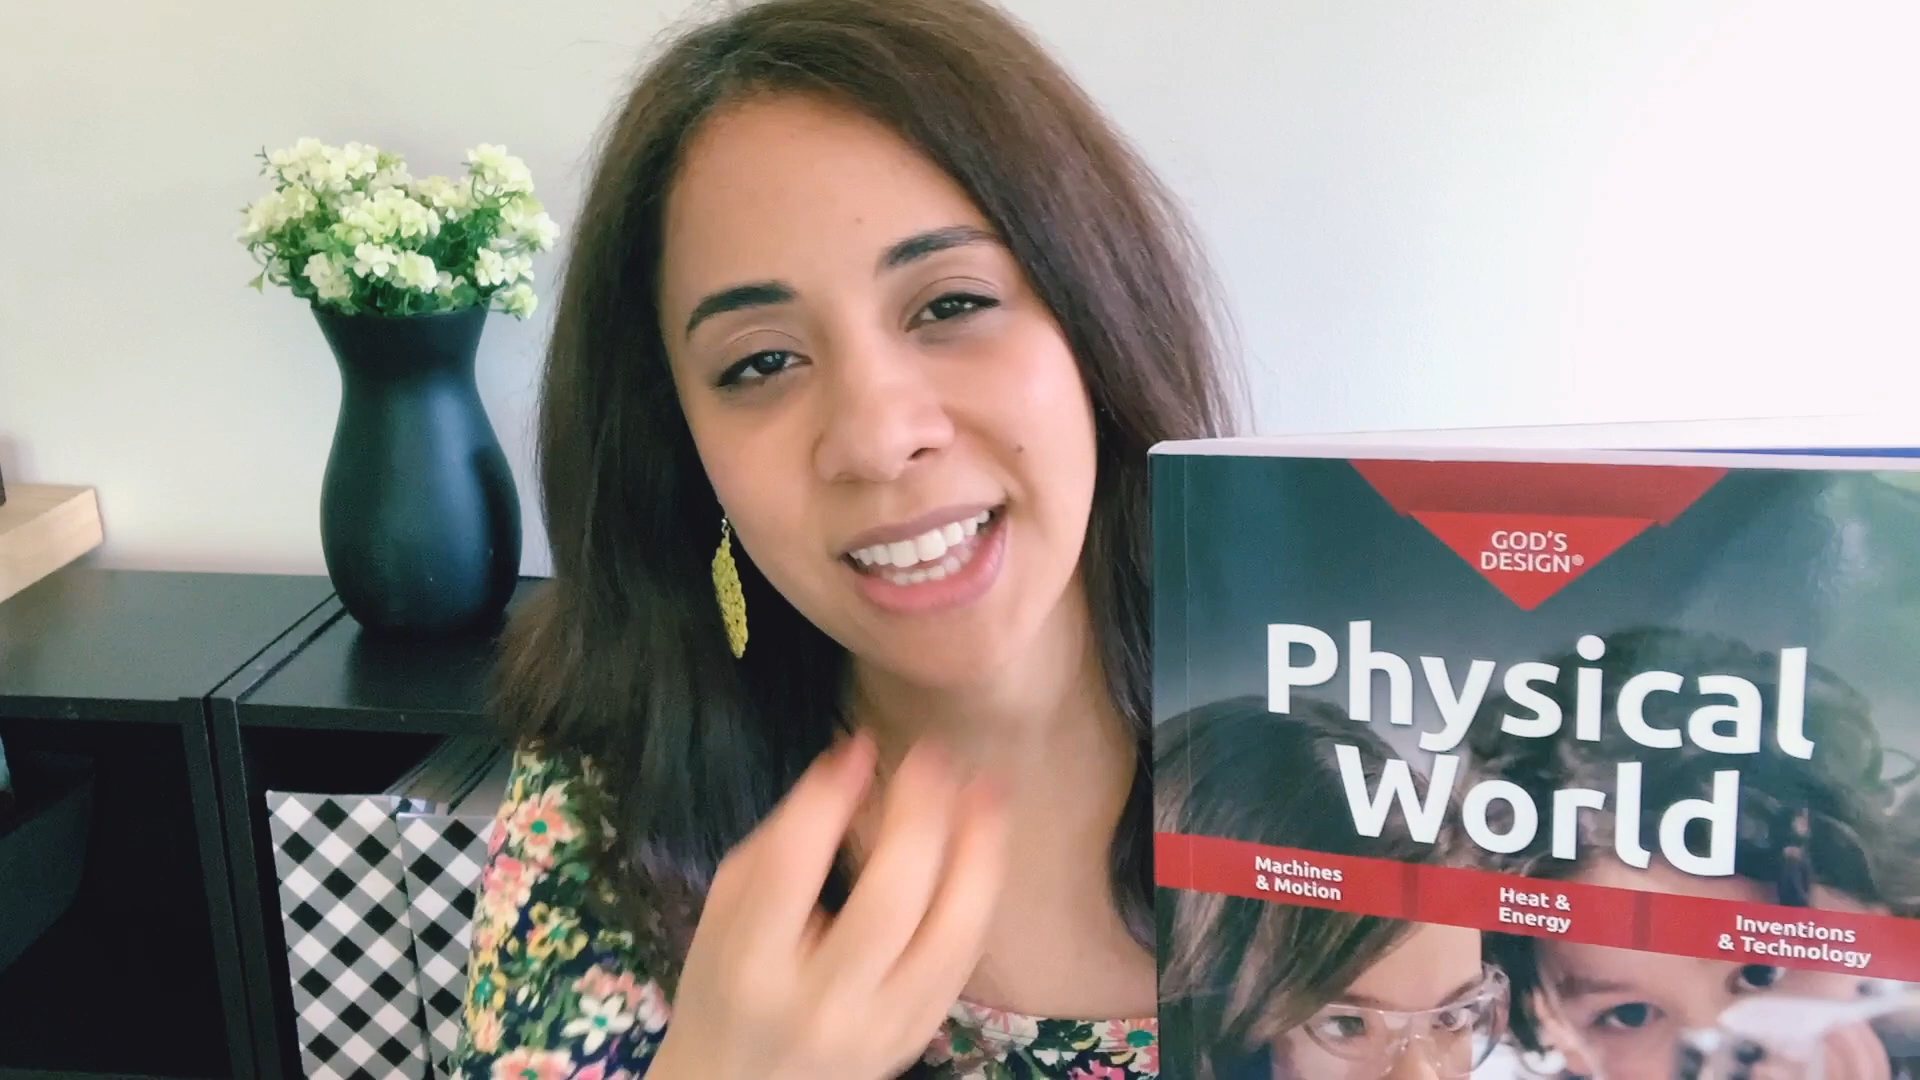 GOD'S
DESIGN®
Physical
World
Machines
& Motion
Heat &
Energy
Inventions
& Technology